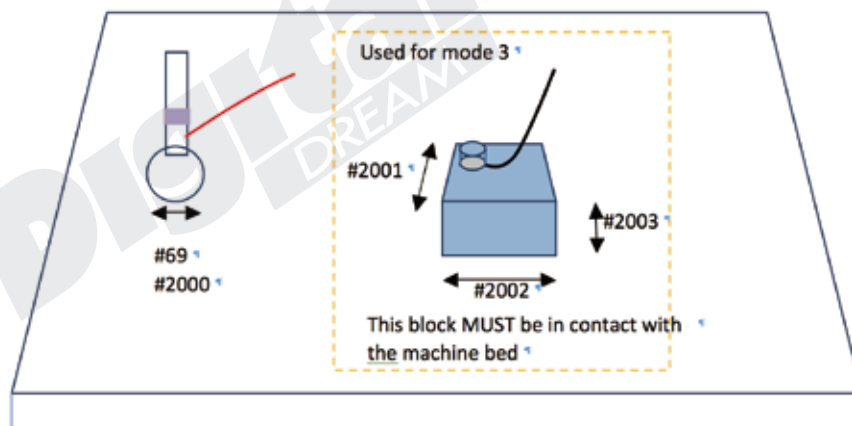 Digital
DREAM
Used for mode 3
#2001
#2003
#69
#2000
#2002
This block MUST be in contact with
the machine bed